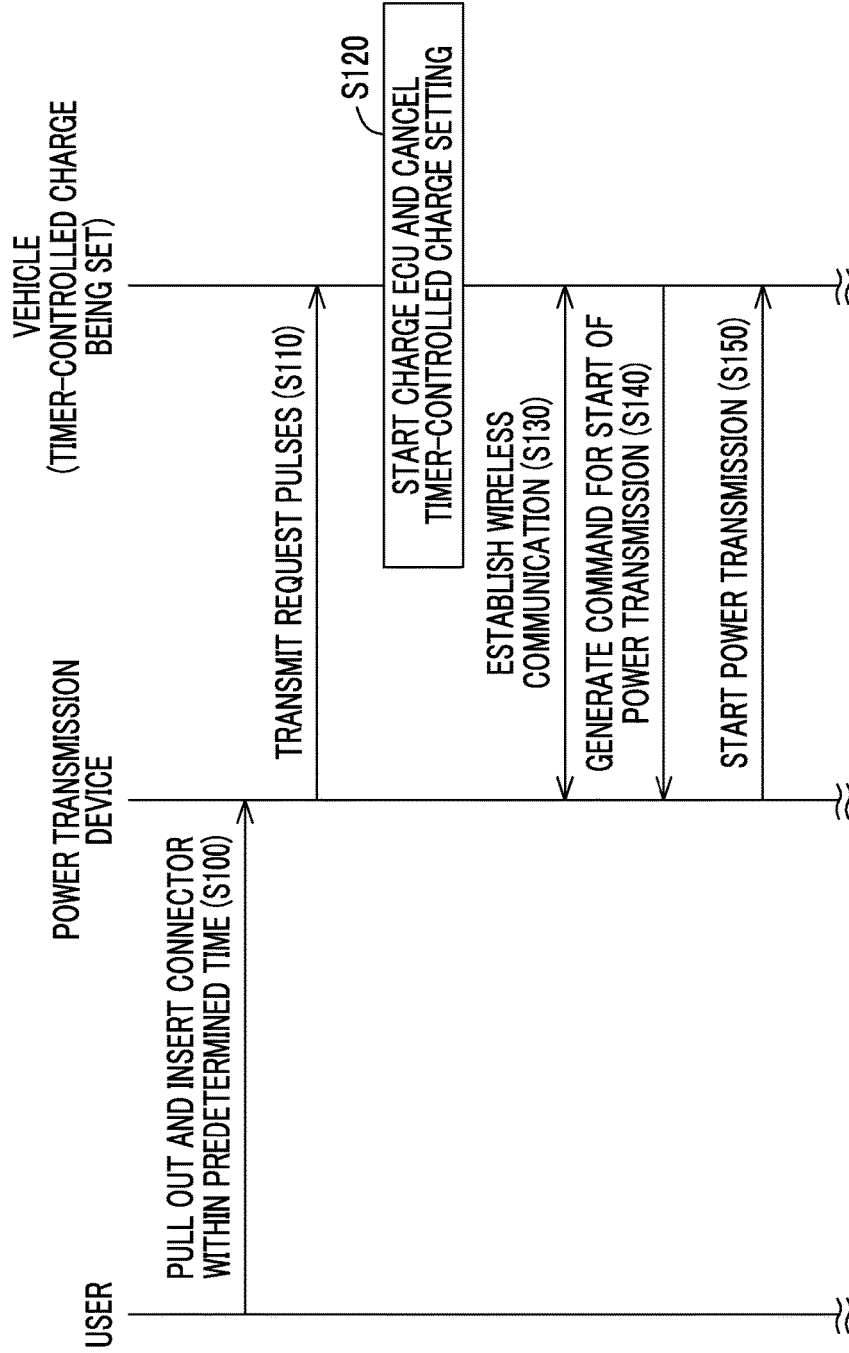 USER
POWER TRANSMISSION
DEVICE
VEHICLE
(TIMER-CONTROLLED CHARGE
BEING SET)
PULL OUT AND INSERT CONNECTOR
WITHIN PREDETERMINED TIME (S100)
TRANSMIT REQUEST PULSES (S110)
S120
START CHARGE ECU AND CANCEL
TIMER-CONTROLLED CHARGE SETTING
ESTABLISH WIRELESS
COMMUNICATION (S130)
GENERATE COMMAND FOR START OF
POWER TRANSMISSION (S140)
START POWER TRANSMISSION (S150)